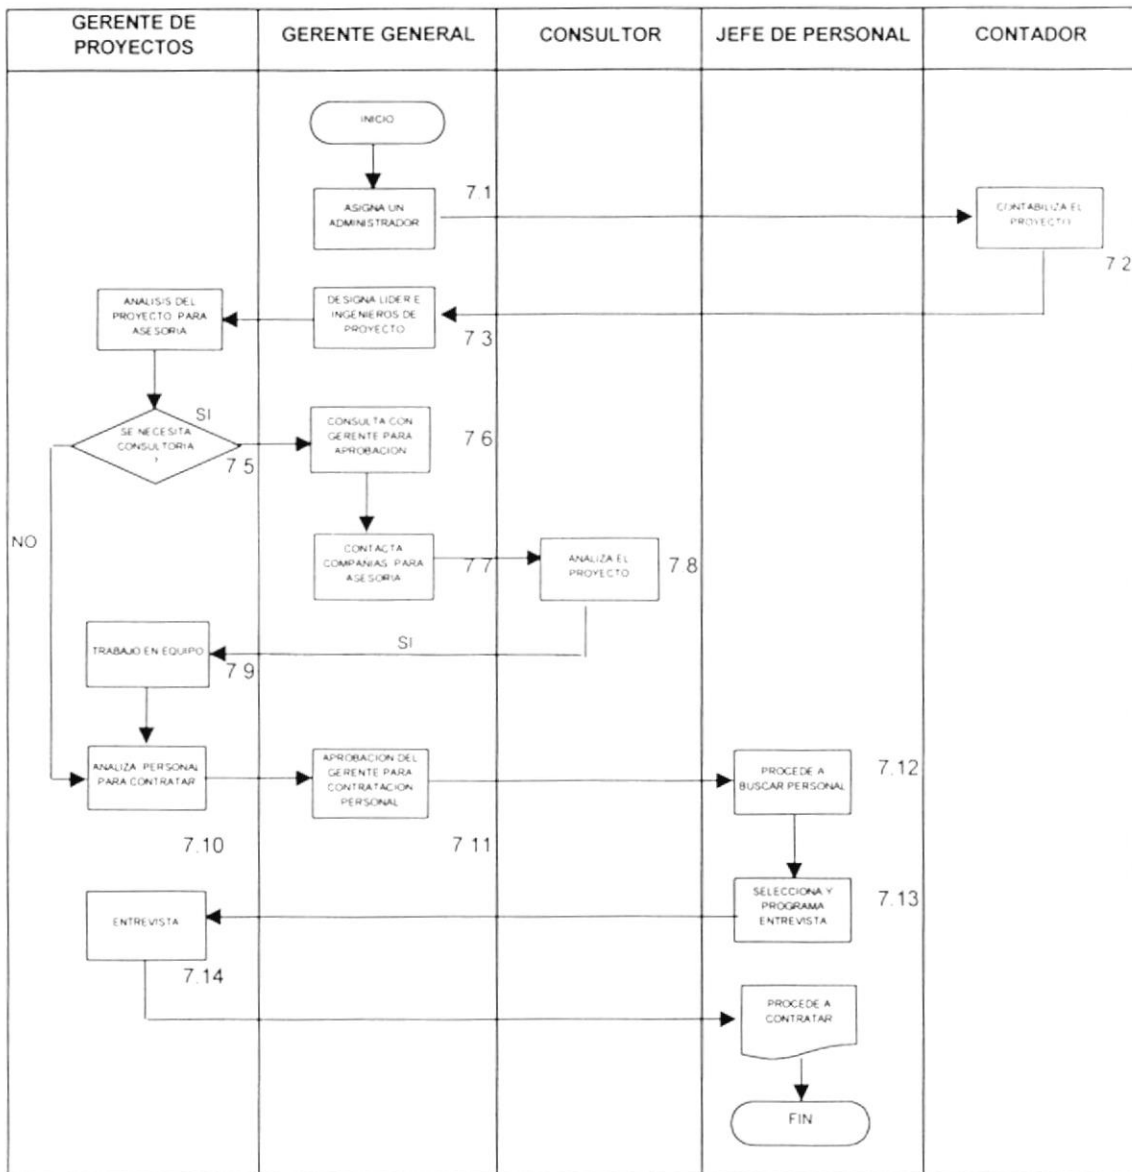 GERENTE DE
PROYECTOS
GERENTE GENERAL
CONSULTOR
JEFE DE PERSONAL
CONTADOR
INICIO
7.1
ASIGNA UN
ADMINISTRADOR
CONTABILIZA EL
PROYECTO
7 2
ANALISIS DEL
PROYECTO PARA
ASESORIA
DESIGNA LIDER E
INGENIEROS DE
PROYECTO
7 3
SI
SE NECESITA
CONSULTORIA
?
7 5
CONSULTA CON
GERENTE PARA
APROBACION
7 6
NO
CONTACTA
COMPAÑIAS PARA
ASESORIA
7 7
ANALIZA EL
PROYECTO
7.8
SI
TRABAJO EN EQUIPO
7 9
ANALIZA PERSONAL
PARA CONTRATAR
7.10
APROBACION DEL
GERENTE PARA
CONTRATACION
PERSONAL
7 11
PROCEDE A
BUSCAR PERSONAL
7.12
SELECCIONA Y
PROGRAMA
ENTREVISTA
7.13
ENTREVISTA
7.14
PROCEDE A
CONTRATAR
FIN